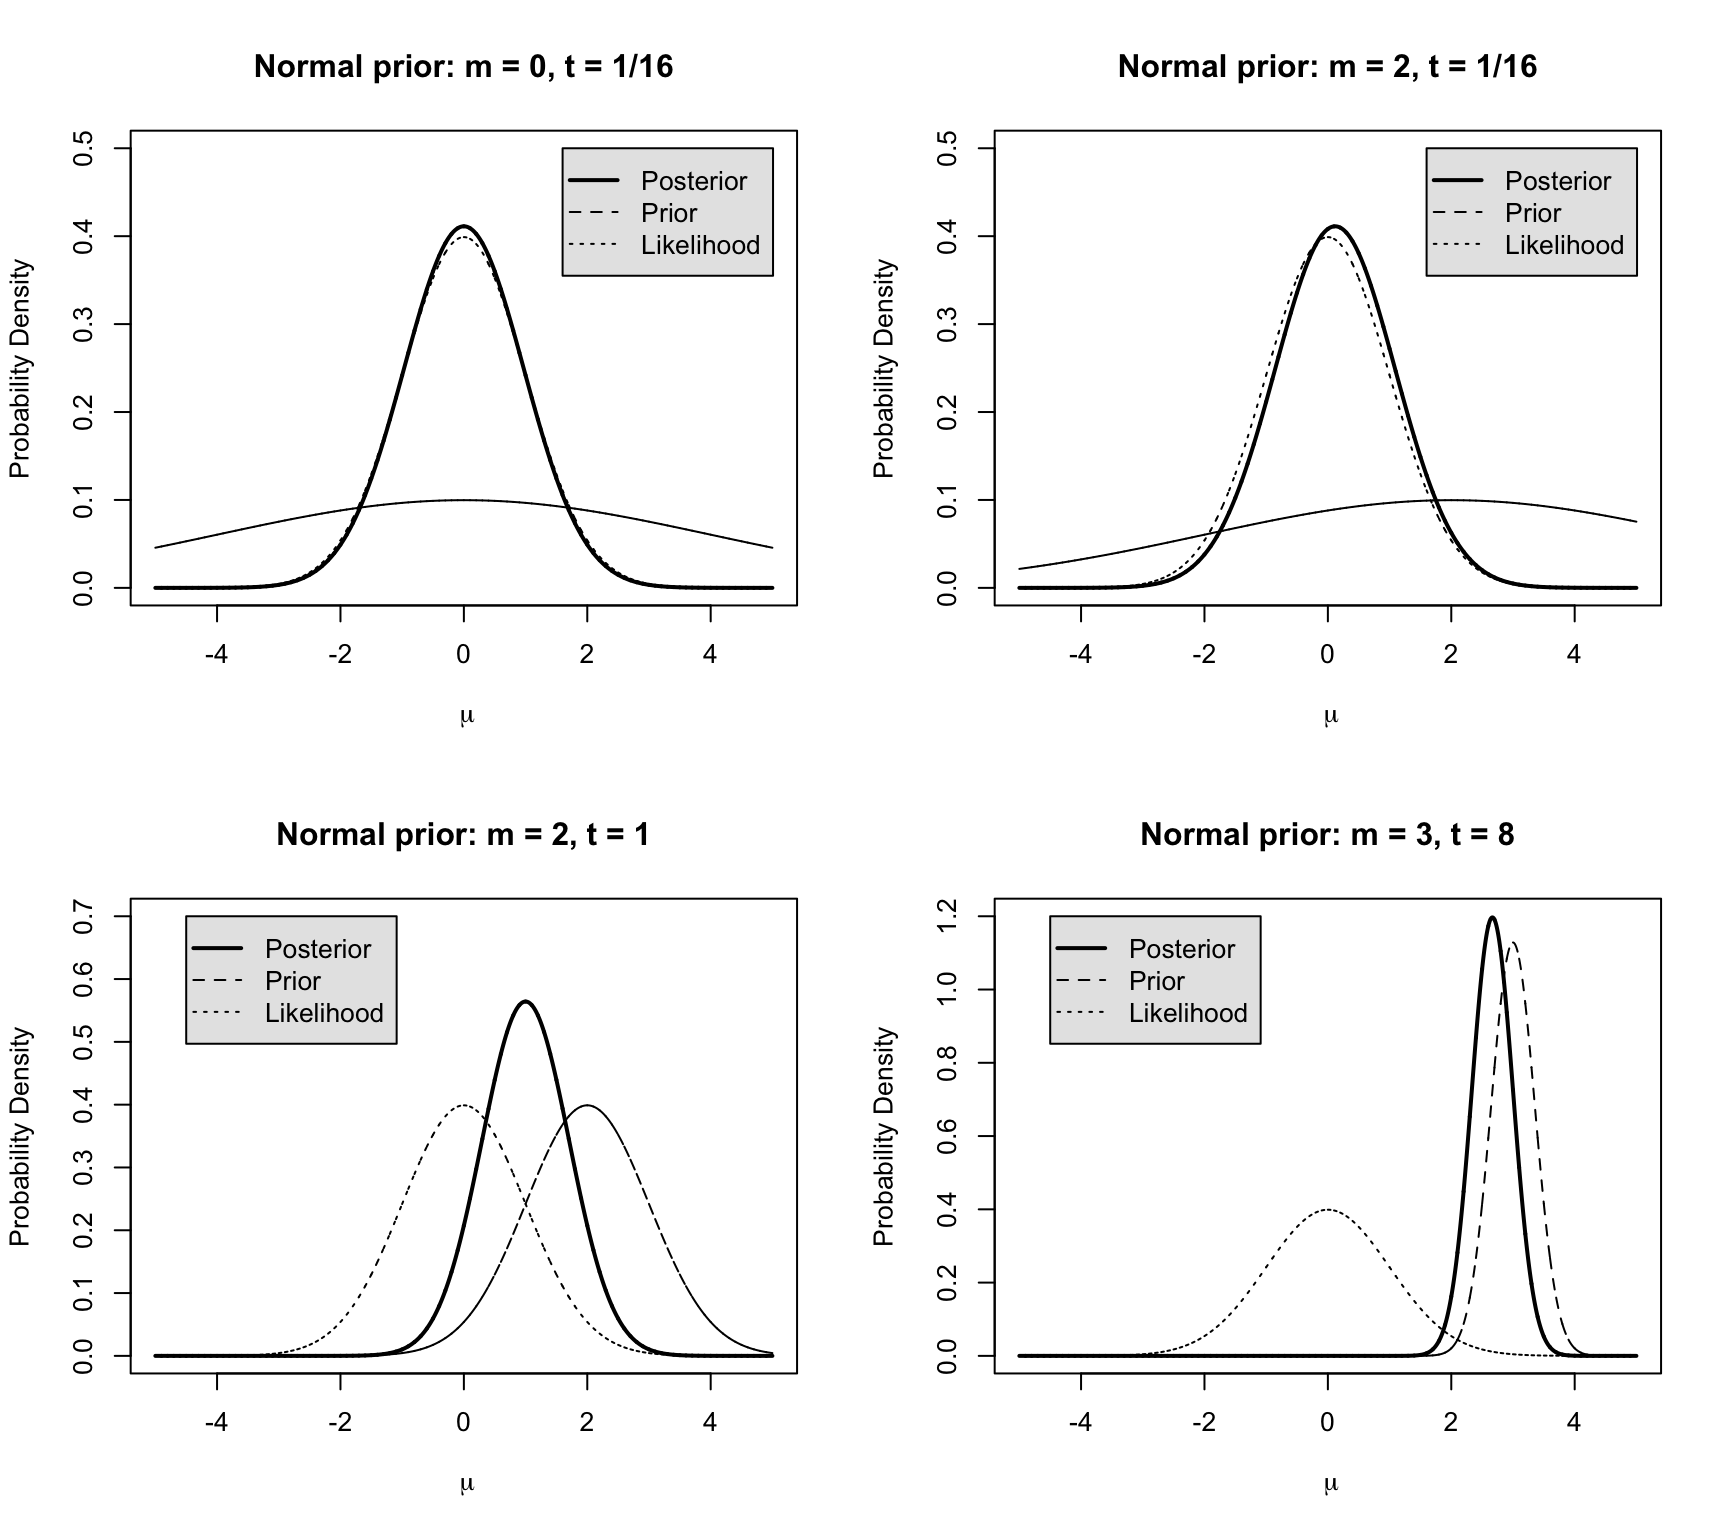 Normal prior: m = 0, t = 1/16
Probability Density
0.5
0.4
0.3
0.2
0.1
0.0
Posterior
Prior
Likelihood
-4 -2 0 2 4
μ
Normal prior: m = 2, t = 1/16
Probability Density
0.5
0.4
0.3
0.2
0.1
0.0
Posterior
Prior
Likelihood
-4 -2 0 2 4
μ
Normal prior: m = 2, t = 1
Probability Density
0.7
0.6
0.5
0.4
0.3
0.2
0.1
0.0
Posterior
Prior
Likelihood
-4 -2 0 2 4
μ
Normal prior: m = 3, t = 8
Probability Density
1.2
1.0
0.8
0.6
0.4
0.2
0.0
Posterior
Prior
Likelihood
-4 -2 0 2 4
μ